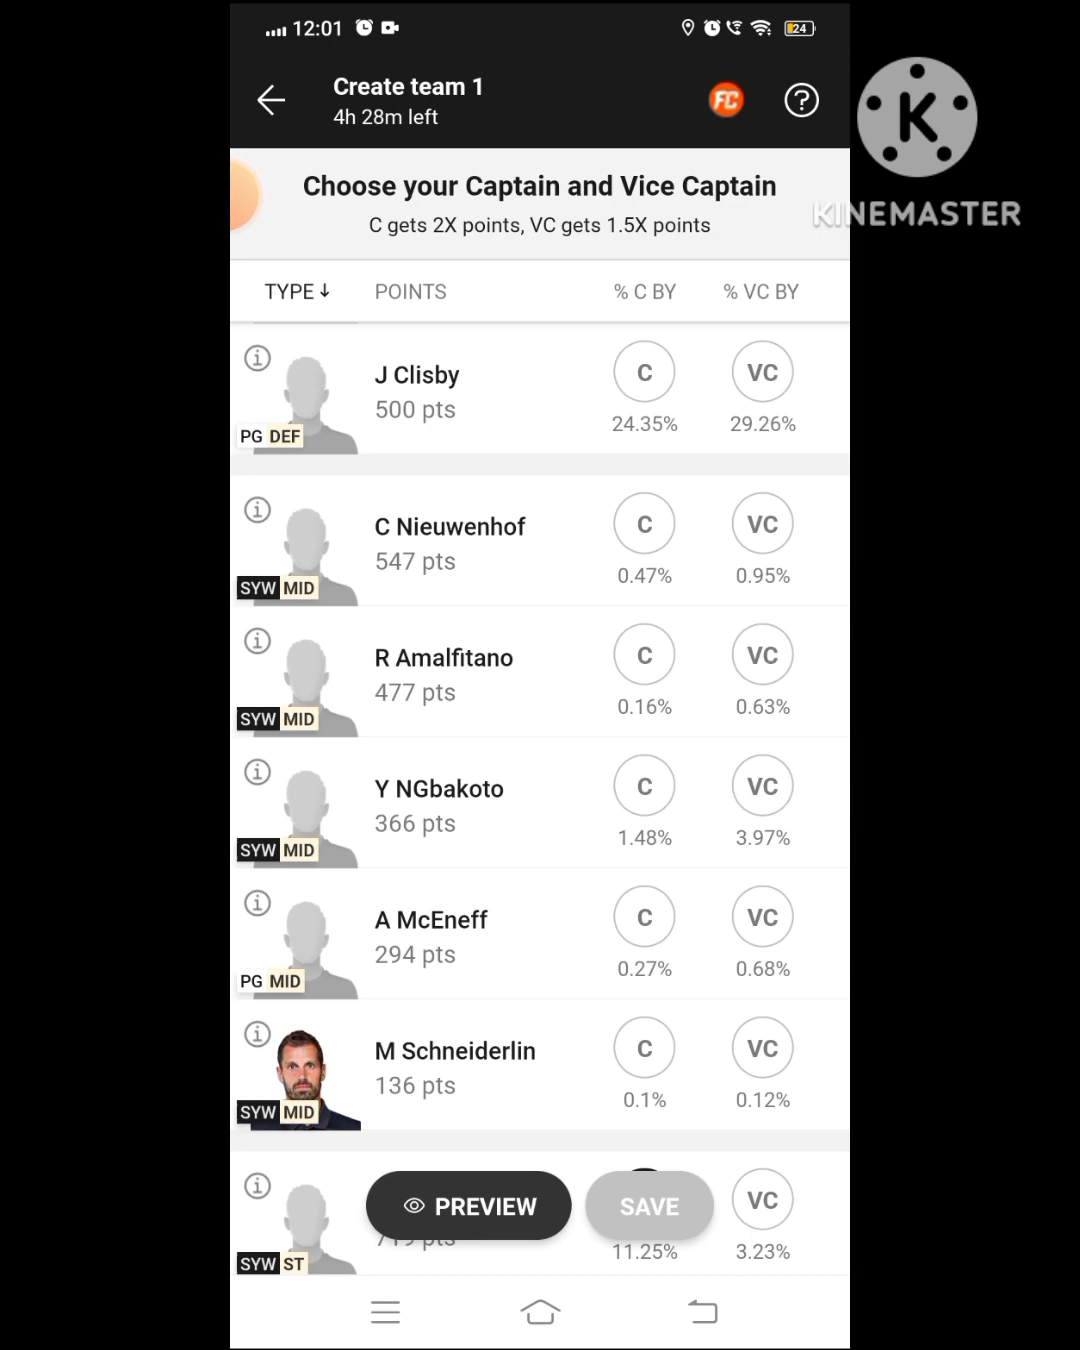 12:01
24
Create team 1
4h 28m left
FC
?
K
KINEMASTER
Choose your Captain and Vice Captain
C gets 2X points, VC gets 1.5X points
TYPE↓ POINTS % C BY % VC BY
J Clisby C VC
500 pts 24.35% 29.26%
PG DEF
C Nieuwenhof C VC
547 pts 0.47% 0.95%
SYW MID
R Amalfitano C VC
477 pts 0.16% 0.63%
SYW MID
Y NGbakoto C VC
366 pts 1.48% 3.97%
SYW MID
A McEneff C VC
294 pts 0.27% 0.68%
PG MID
M Schneiderlin C VC
136 pts 0.1% 0.12%
SYW MID
PREVIEW SAVE VC
719 pts 11.25% 3.23%
SYW ST